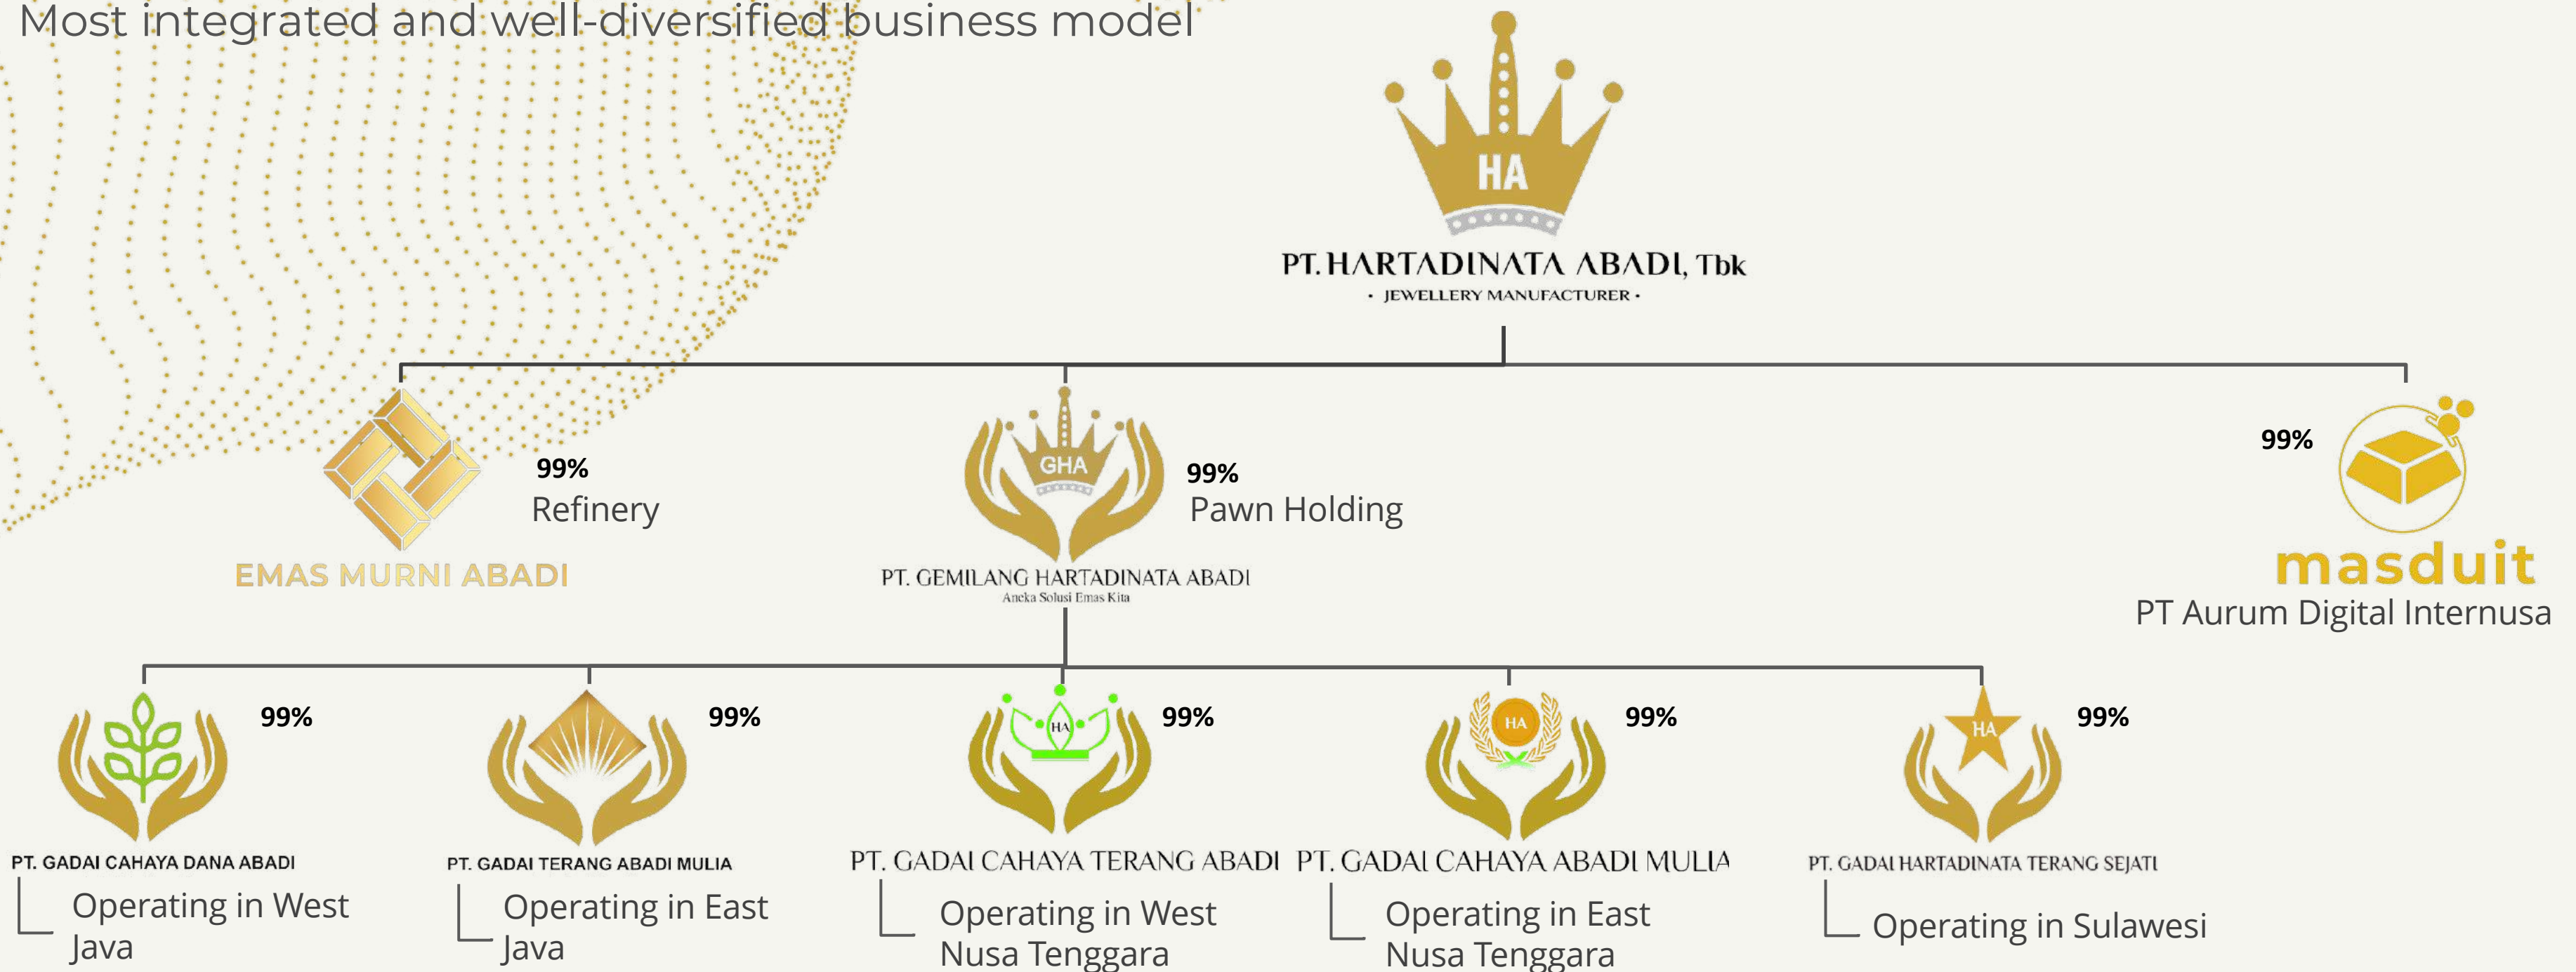 Most integrated and well-diversified business model
HA
PT. HARTADINATA ABADI, Tbk
• JEWELLERY MANUFACTURER •
99%
Refinery
EMAS MURNI ABADI
GHA
99%
Pawn Holding
PT. GEMILANG HARTADINATA ABADI
Aneka Solusi Emas Kita
99%
masduit
PT Aurum Digital Internusa
99%
PT. GADAI CAHAYA DANA ABADI
Operating in West
Java
99%
PT. GADAI TERANG ABADI MULIA
Operating in East
Java
HA
99%
PT. GADAI CAHAYA TERANG ABADI
Operating in West
Nusa Tenggara
HA
99%
PT. GADAI CAHAYA ABADI MULIA
Operating in East
Nusa Tenggara
HA
99%
PT. GADAI HARTADINATA TERANG SEJATI
Operating in Sulawesi